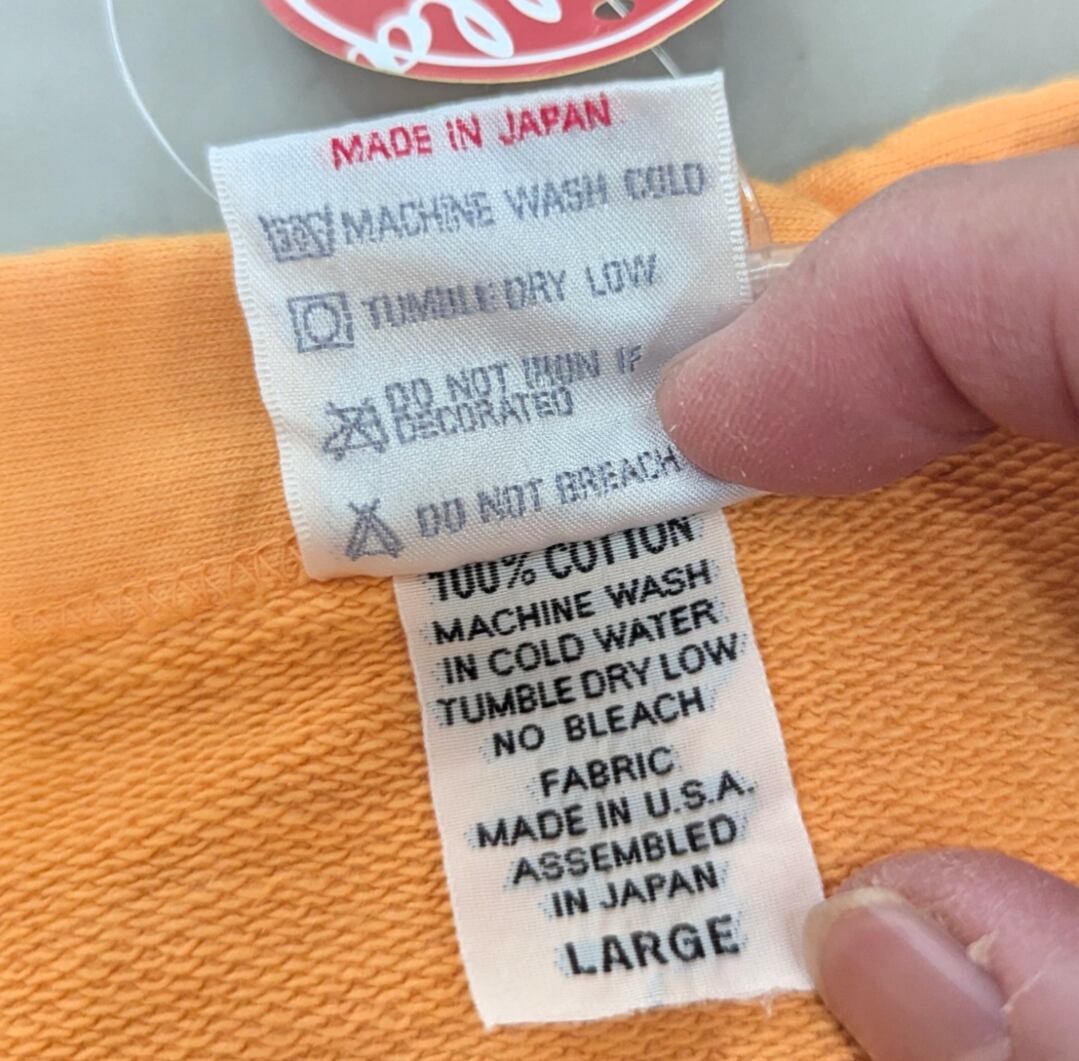 MADE IN JAPAN
MACHINE WASH COLD
TUMBLE DRY LOW
DO NOT IRON IF
DECORATED
DO NOT BREACH
100% COTTON
MACHINE WASH
IN COLD WATER
TUMBLE DRY LOW
NO BLEACH
FABRIC
MADE IN U.S.A.
ASSEMBLED
IN JAPAN
LARGE